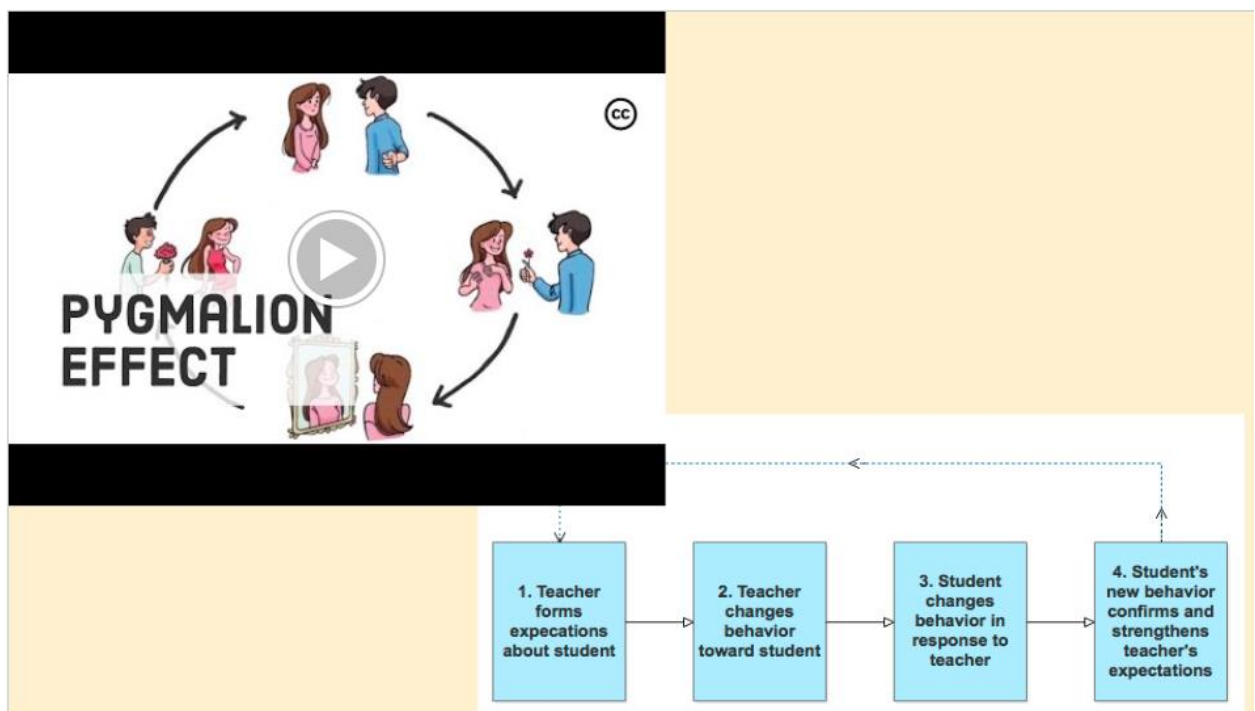 cc
PYGMALION
EFFECT
1. Teacher
forms
expecations
about student
2. Teacher
changes
behavior
toward student
3. Student
changes
behavior in
response to
teacher
4. Student's
new behavior
confirms and
strengthens
teacher's
expectations